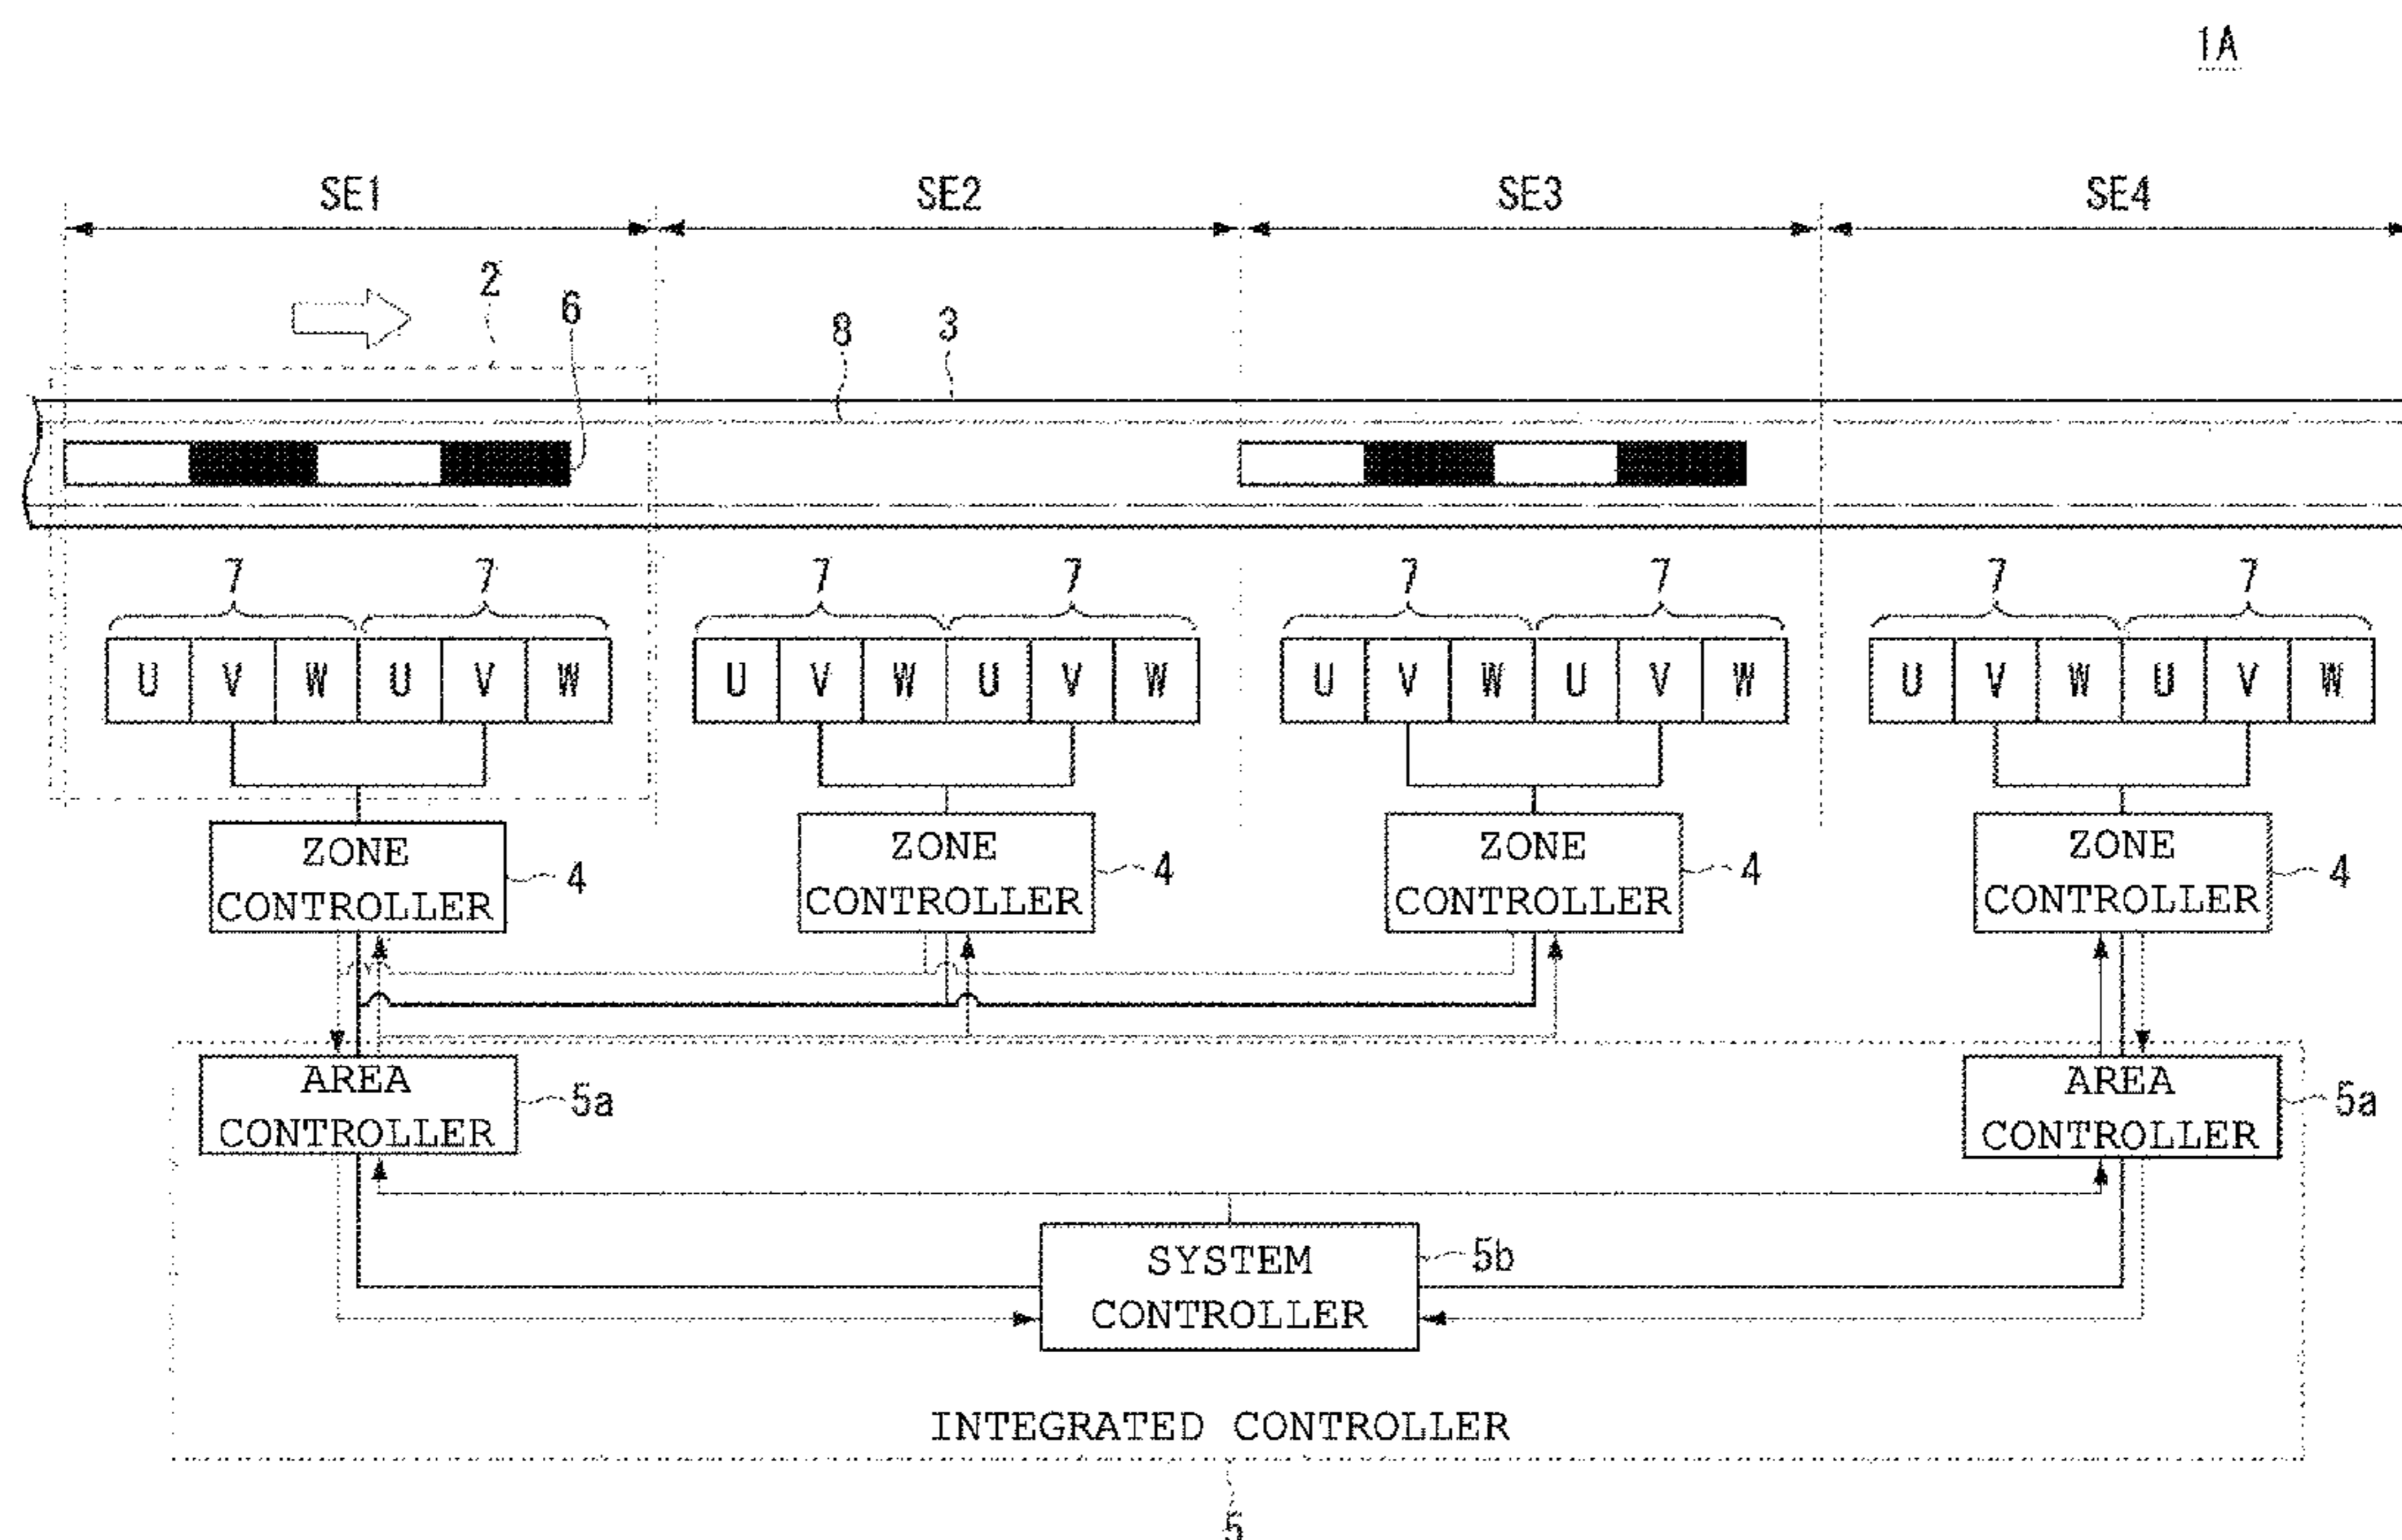 1A
SE1 SE2 SE3 SE4
2
6
8 3
7 7 7 7 7 7 7 7
U V W U V W U V W U V W U V W U V W U V W U V W
ZONE CONTROLLER 4
ZONE CONTROLLER 4
ZONE CONTROLLER 4
ZONE CONTROLLER 4
AREA CONTROLLER 5a
AREA CONTROLLER 5a
SYSTEM CONTROLLER 5b
INTEGRATED CONTROLLER
5